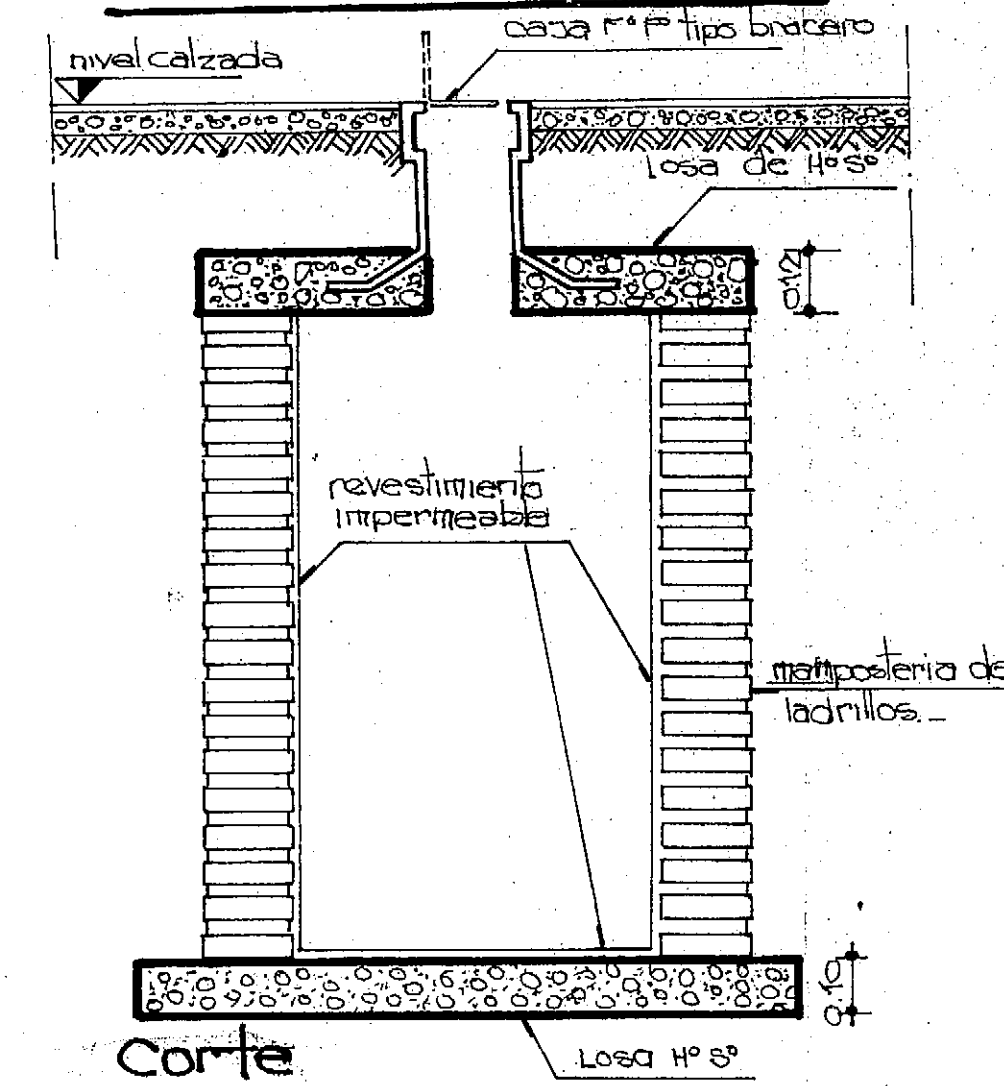 caja Fº Fº tipo bracero
nivel calzada
losa de Hº Sº
0.12
revestimiento
impermeable
mamposteria de
ladrillos._
0.10
Corte
Losa Hº Sº